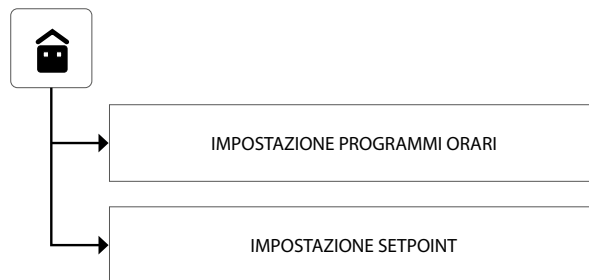 IMPOSTAZIONE PROGRAMMI ORARI
IMPOSTAZIONE SETPOINT